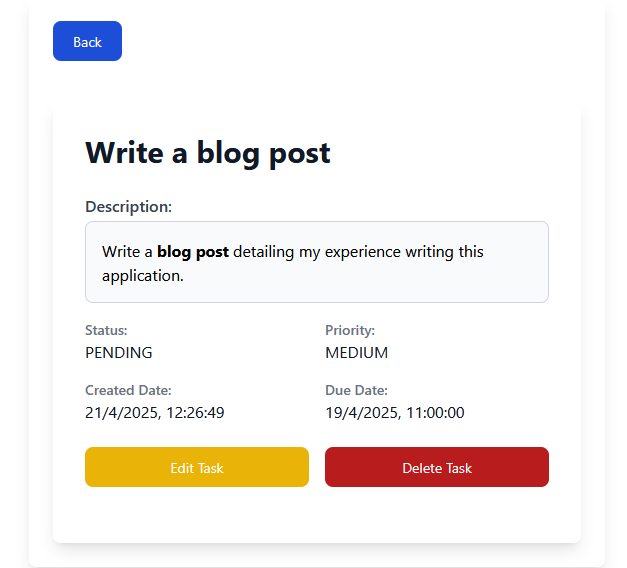 Back
Write a blog post
Description:
Write a blog post detailing my experience writing this
application.
Status:
PENDING
Priority:
MEDIUM
Created Date:
21/4/2025, 12:26:49
Due Date:
19/4/2025, 11:00:00
Edit Task
Delete Task